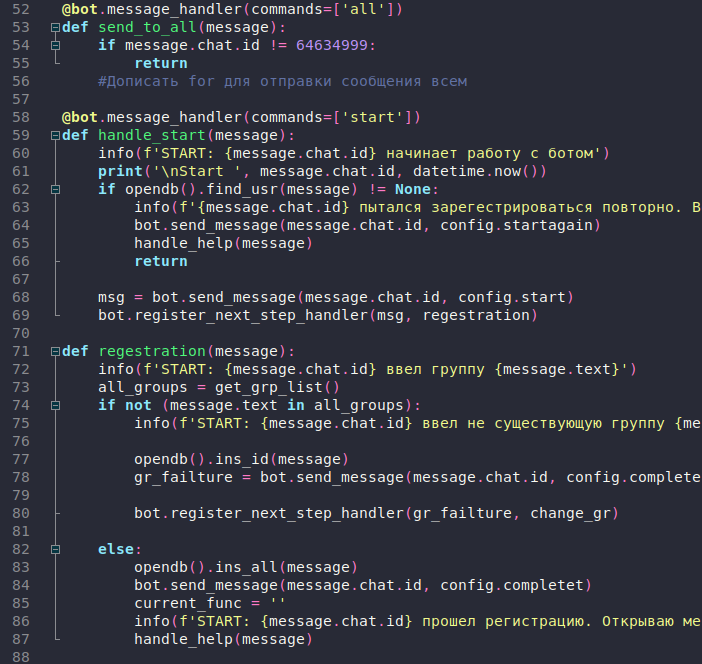 52 @bot.message_handler(commands=['all'])
53 def send_to_all(message):
54 if message.chat.id != 64634999:
55 return
56 #Дописать for для отправки сообщения всем
57
58 @bot.message_handler(commands=['start'])
59 def handle_start(message):
60 info(f'START: {message.chat.id} начинает работу с ботом')
61 print('\nStart ', message.chat.id, datetime.now())
62 if opendb().find_usr(message) != None:
63 info(f'{message.chat.id} пытался зарегестрироваться повторно. В
64 bot.send_message(message.chat.id, config.startagain)
65 handle_help(message)
66 return
67
68 msg = bot.send_message(message.chat.id, config.start)
69 bot.register_next_step_handler(msg, regestration)
70
71 def regestration(message):
72 info(f'START: {message.chat.id} ввел группу {message.text}')
73 all_groups = get_grp_list()
74 if not (message.text in all_groups):
75 info(f'START: {message.chat.id} ввел не существующую группу {me
76
77 opendb().ins_id(message)
78 gr_failture = bot.send_message(message.chat.id, config.complete
79
80 bot.register_next_step_handler(gr_failture, change_gr)
81
82 else:
83 opendb().ins_all(message)
84 bot.send_message(message.chat.id, config.completet)
85 current_func = ''
86 info(f'START: {message.chat.id} прошел регистрацию. Открываю ме
87 handle_help(message)
88